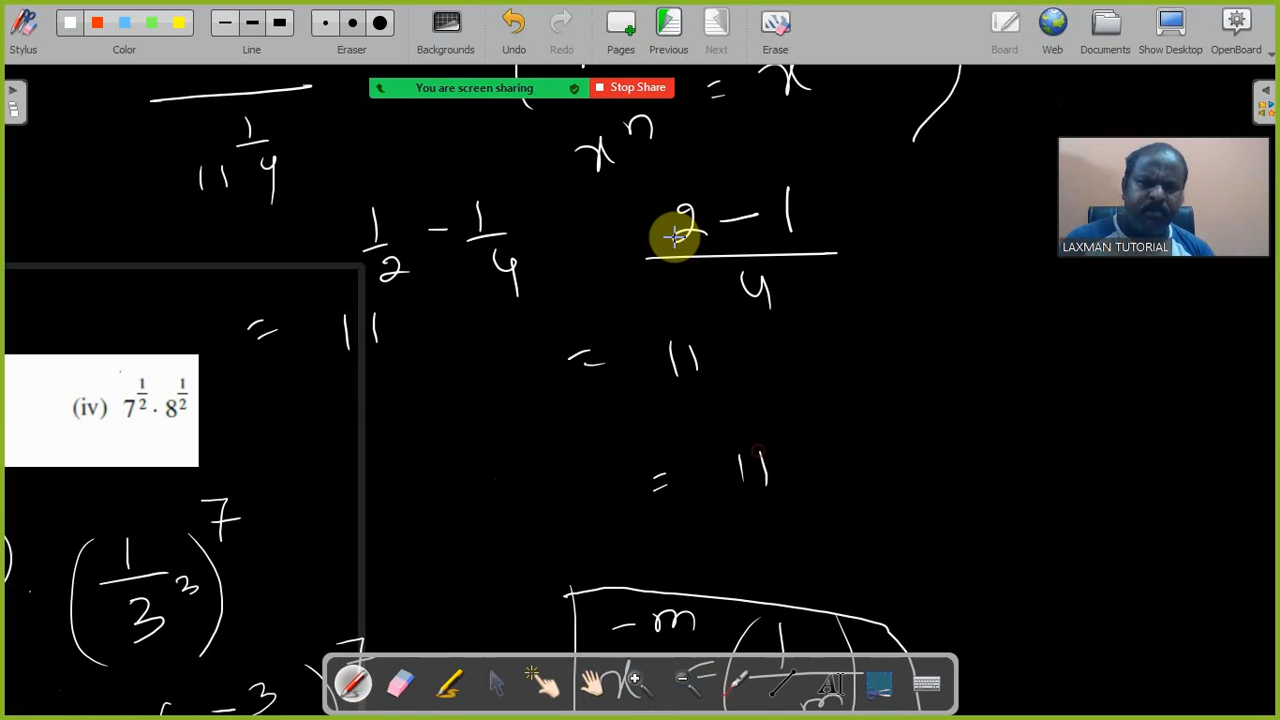 Stylus Color Line Eraser Backgrounds Undo Redo Pages Previous Next Erase Board Web Documents Show Desktop OpenBoard
You are screen sharing Stop Share
= x
x^n
11^{1/4}
LAXMAN TUTORIAL
= 11^{1/2 - 1/4}
= 11^{(2 - 1)/4}
(iv) 7^{1/2} · 8^{1/2}
= 11
(1/3^3)^7